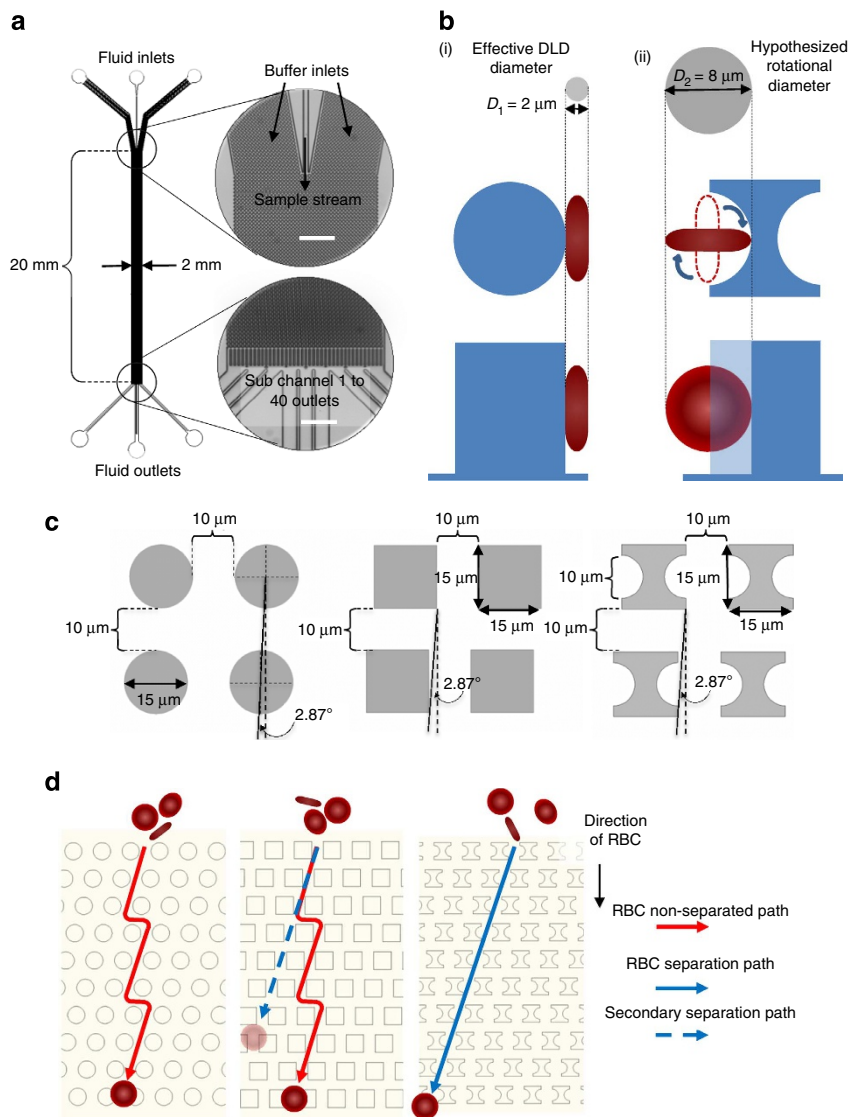 a
Fluid inlets
Buffer inlets
Sample stream
20 mm
2 mm
Sub channel 1 to
40 outlets
Fluid outlets
b
(i)
Effective DLD
diameter
D1 = 2 μm
(ii)
Hypothesized
rotational
diameter
D2 = 8 μm
c
10 μm
10 μm
15 μm
2.87°
10 μm
15 μm
10 μm
15 μm
2.87°
10 μm
10 μm
15 μm
10 μm
15 μm
2.87°
d
Direction
of RBC
RBC non-separated path
RBC separation path
Secondary separation path